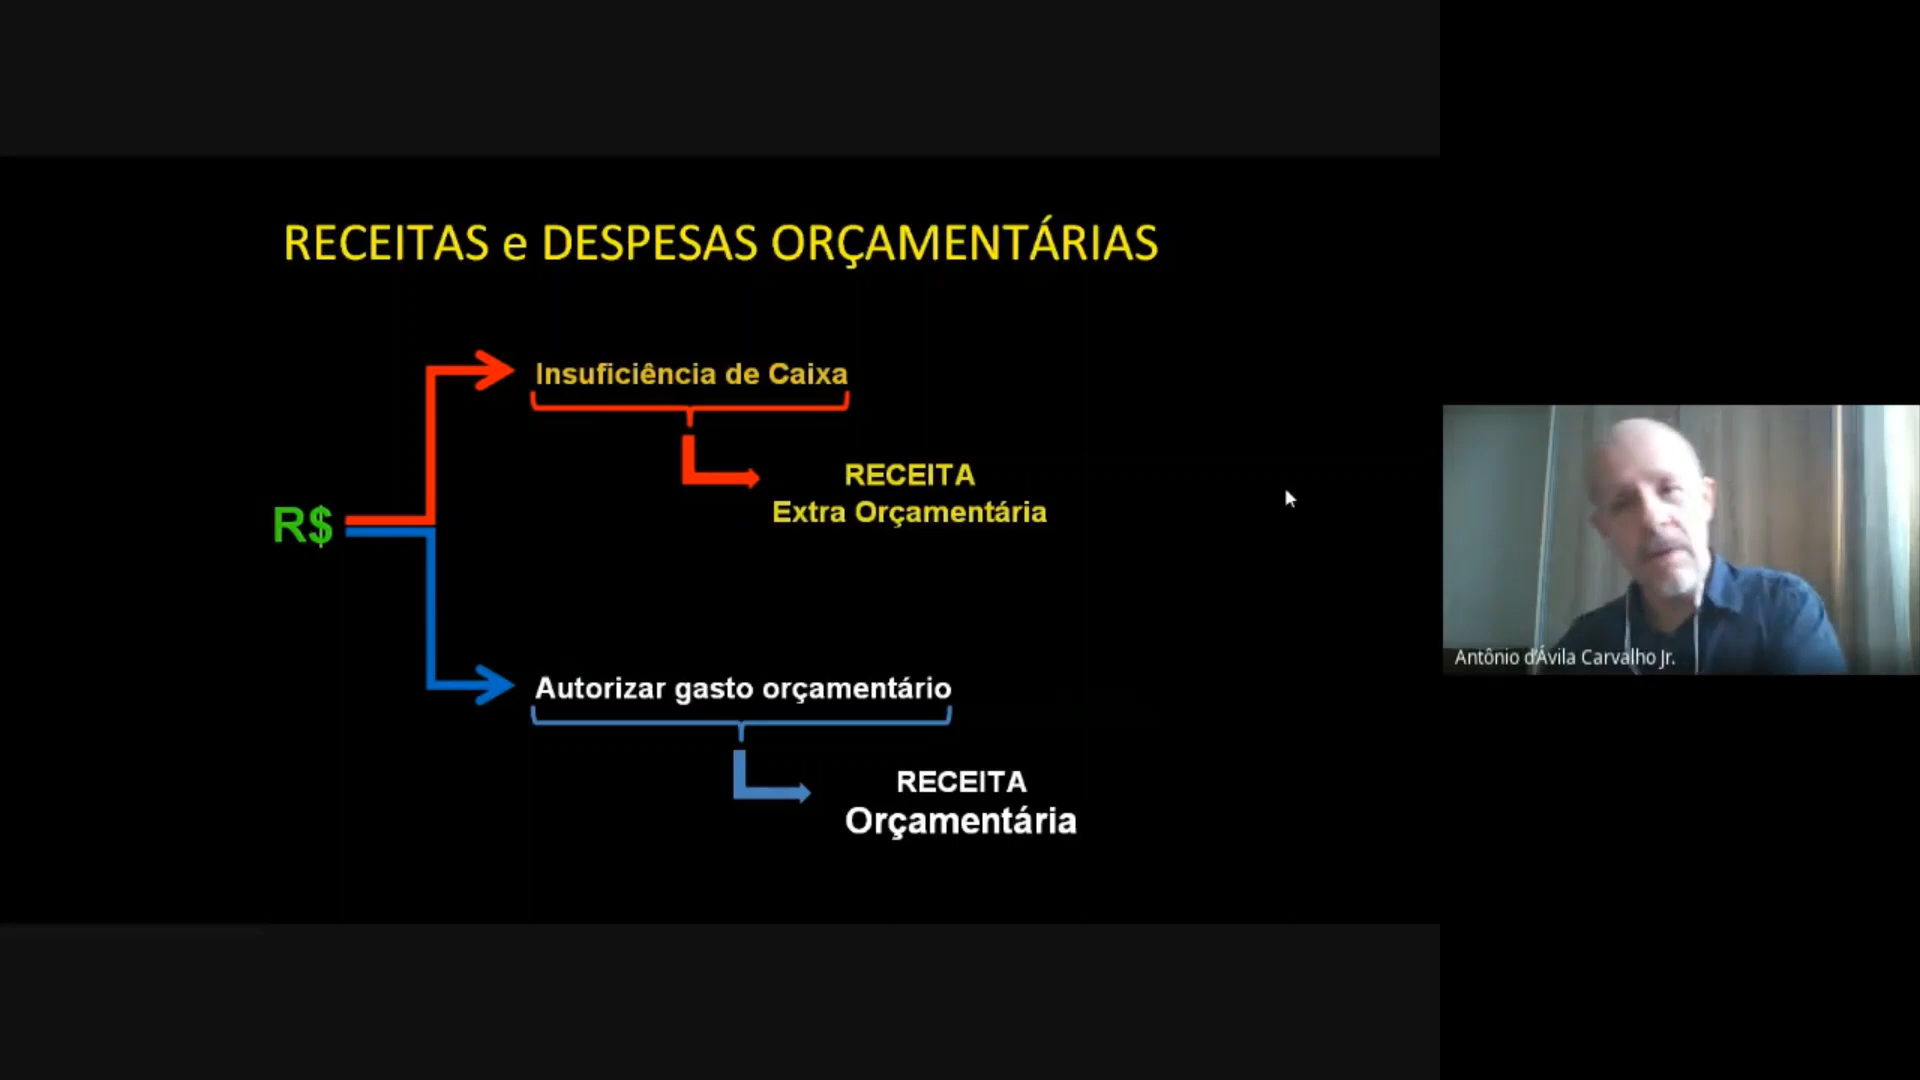 RECEITAS e DESPESAS ORÇAMENTÁRIAS
Insuficiência de Caixa
RECEITA
Extra Orçamentária
R$
Autorizar gasto orçamentário
RECEITA
Orçamentária
Antônio d'Ávila Carvalho Jr.